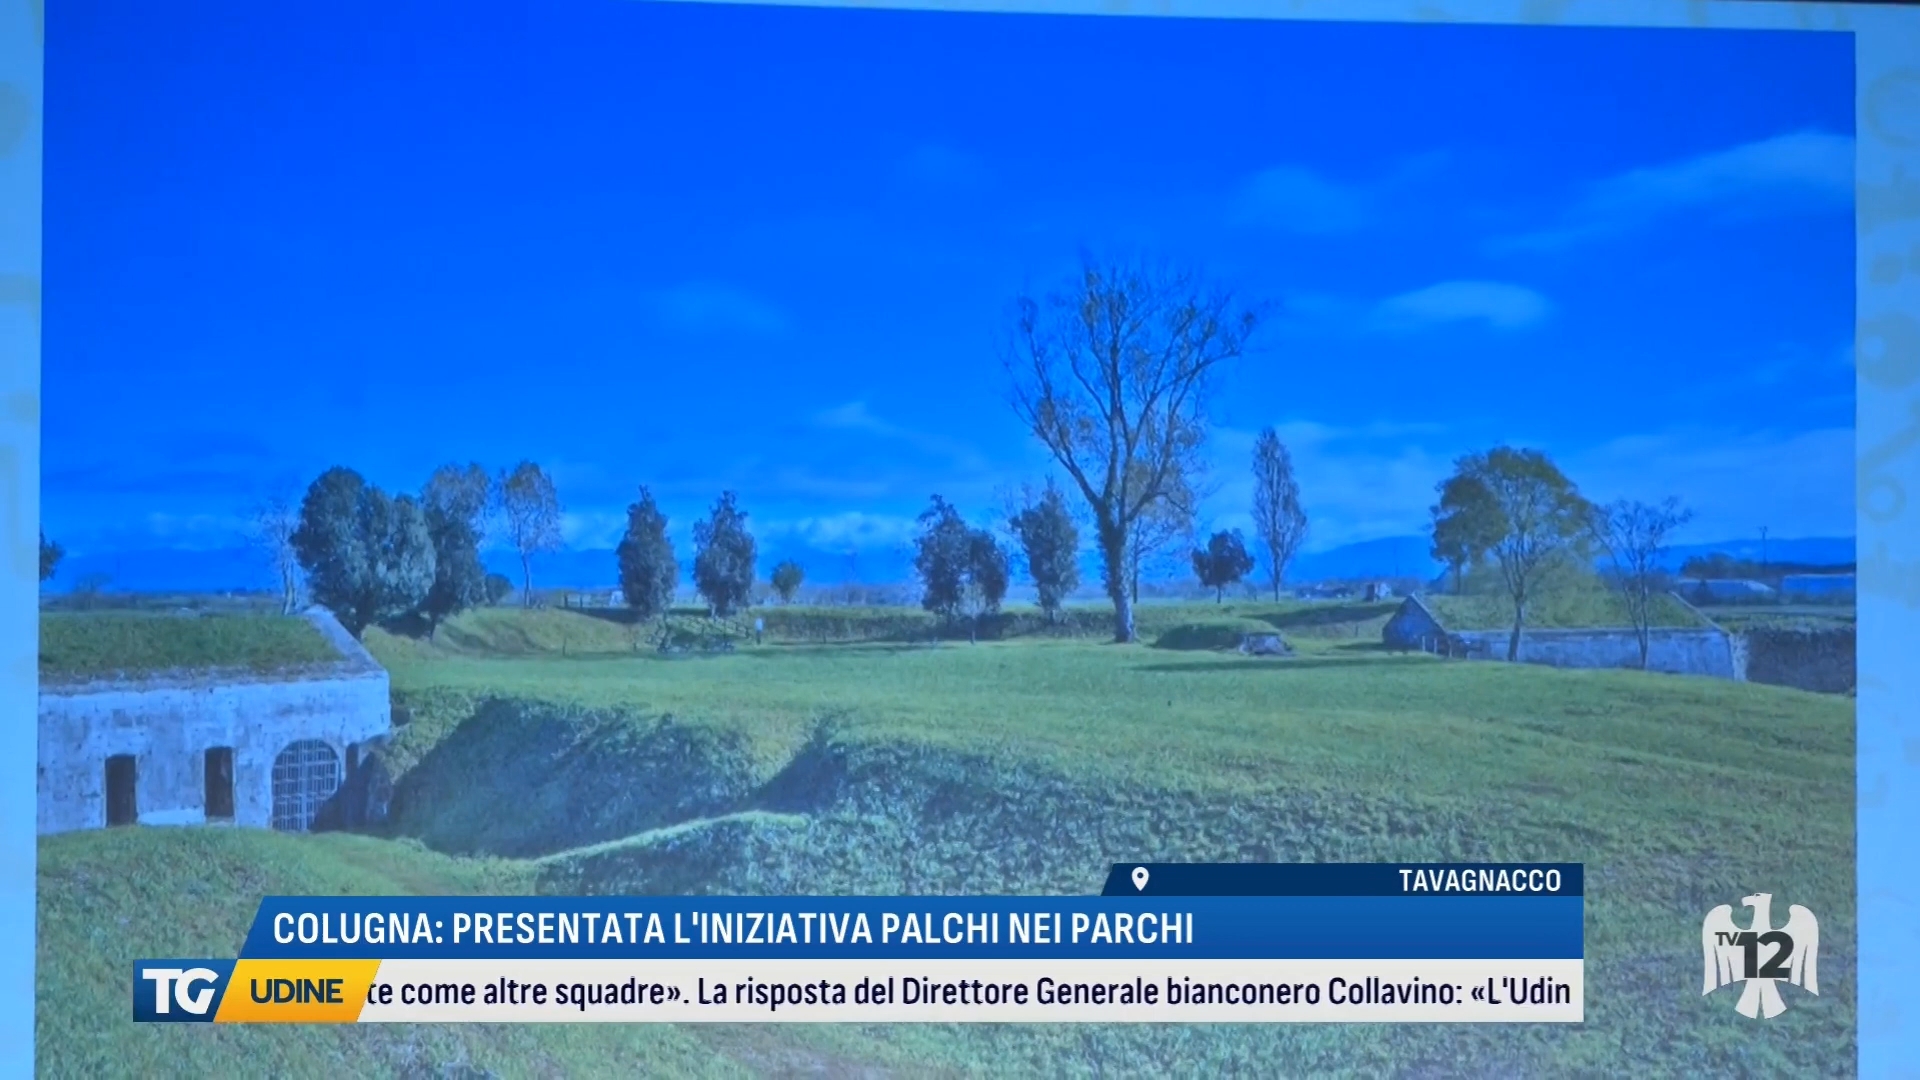 TAVAGNACCO
COLUGNA: PRESENTATA L'INIZIATIVA PALCHI NEI PARCHI
TG UDINE te come altre squadre». La risposta del Direttore Generale bianconero Collavino: «L'Udin
TV12